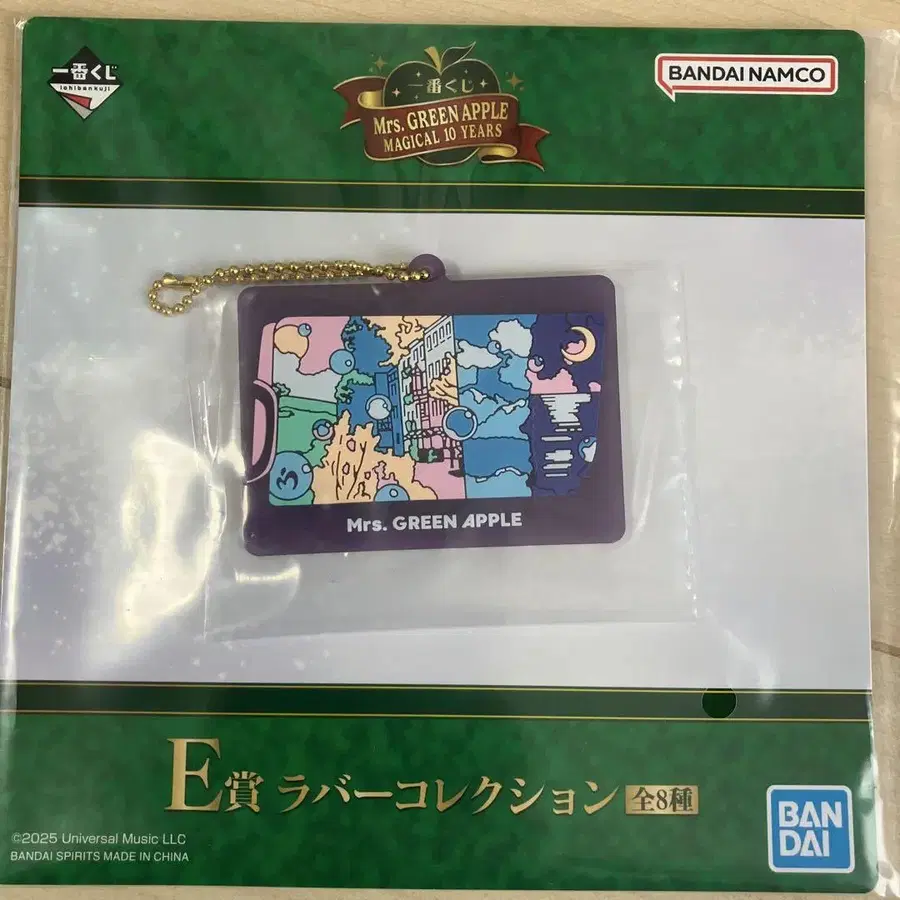 一番くじ
ichibankuji
一番くじ
Mrs. GREEN APPLE
MAGICAL 10 YEARS
BANDAI NAMCO
Mrs. GREEN APPLE
E賞 ラバーコレクション 全8種
©2025 Universal Music LLC
BANDAI SPIRITS MADE IN CHINA
BAN
DAI